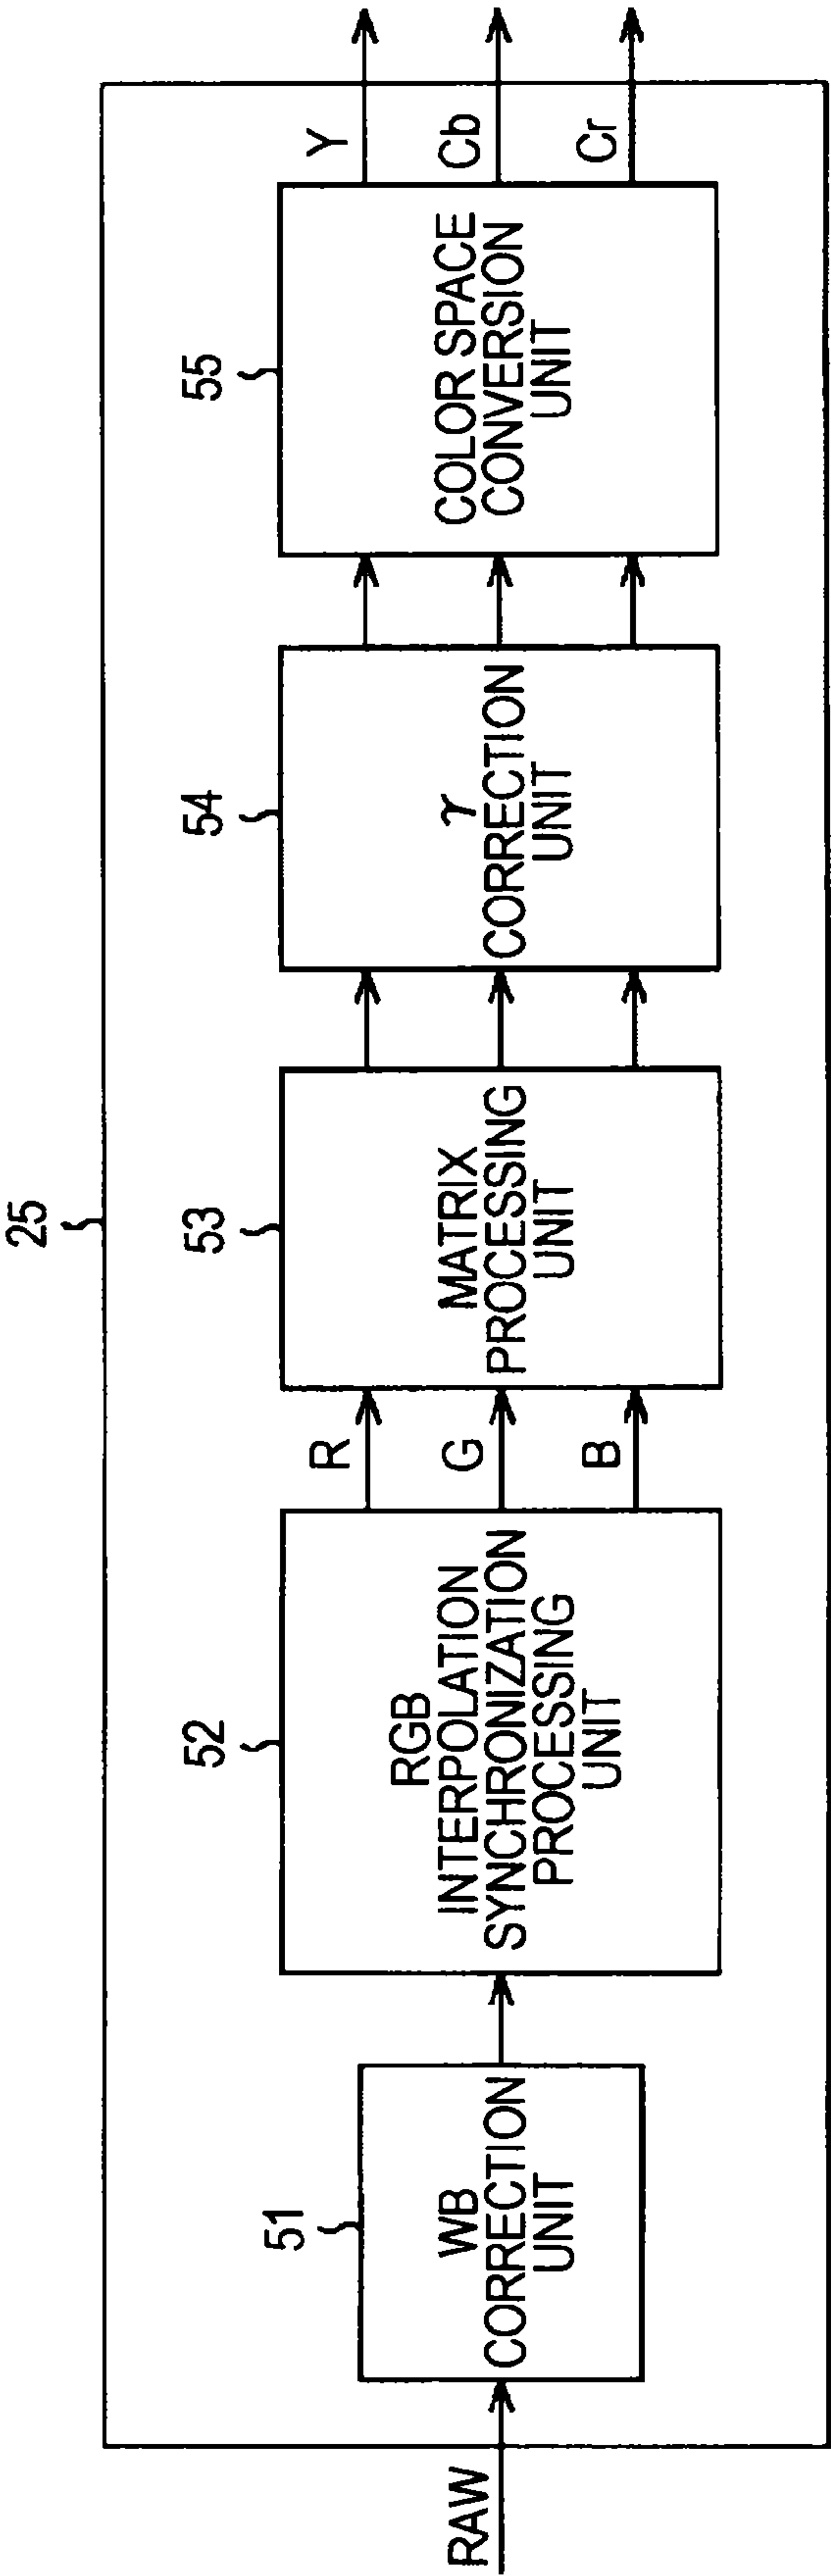 25
RAW
51
WB
CORRECTION
UNIT
52
RGB
INTERPOLATION
SYNCHRONIZATION
PROCESSING
UNIT
R
G
B
53
MATRIX
PROCESSING
UNIT
54
γ
CORRECTION
UNIT
55
COLOR SPACE
CONVERSION
UNIT
Y
Cb
Cr